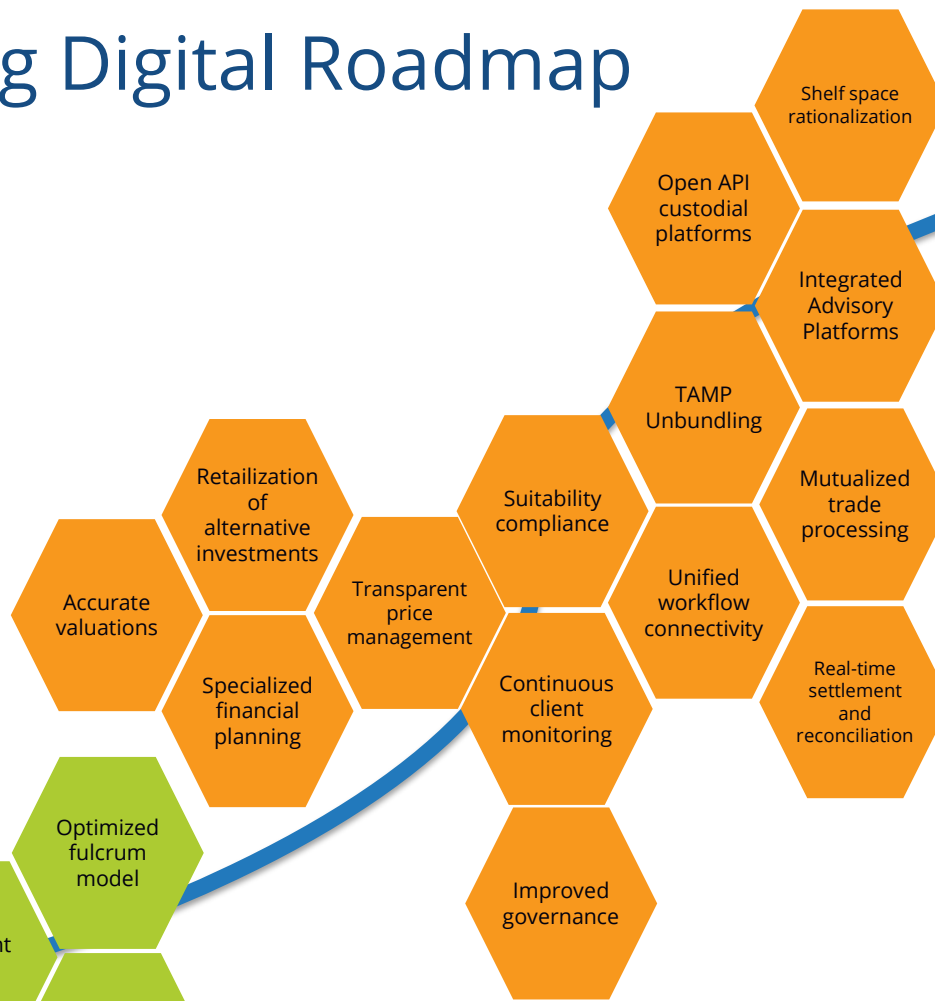 g Digital Roadmap
Shelf space
rationalization
Open API
custodial
platforms
Integrated
Advisory
Platforms
TAMP
Unbundling
Retailization
of
alternative
investments
Suitability
compliance
Mutualized
trade
processing
Accurate
valuations
Transparent
price
management
Unified
workflow
connectivity
Specialized
financial
planning
Continuous
client
monitoring
Real-time
settlement
and
reconciliation
Optimized
fulcrum
model
Improved
governance